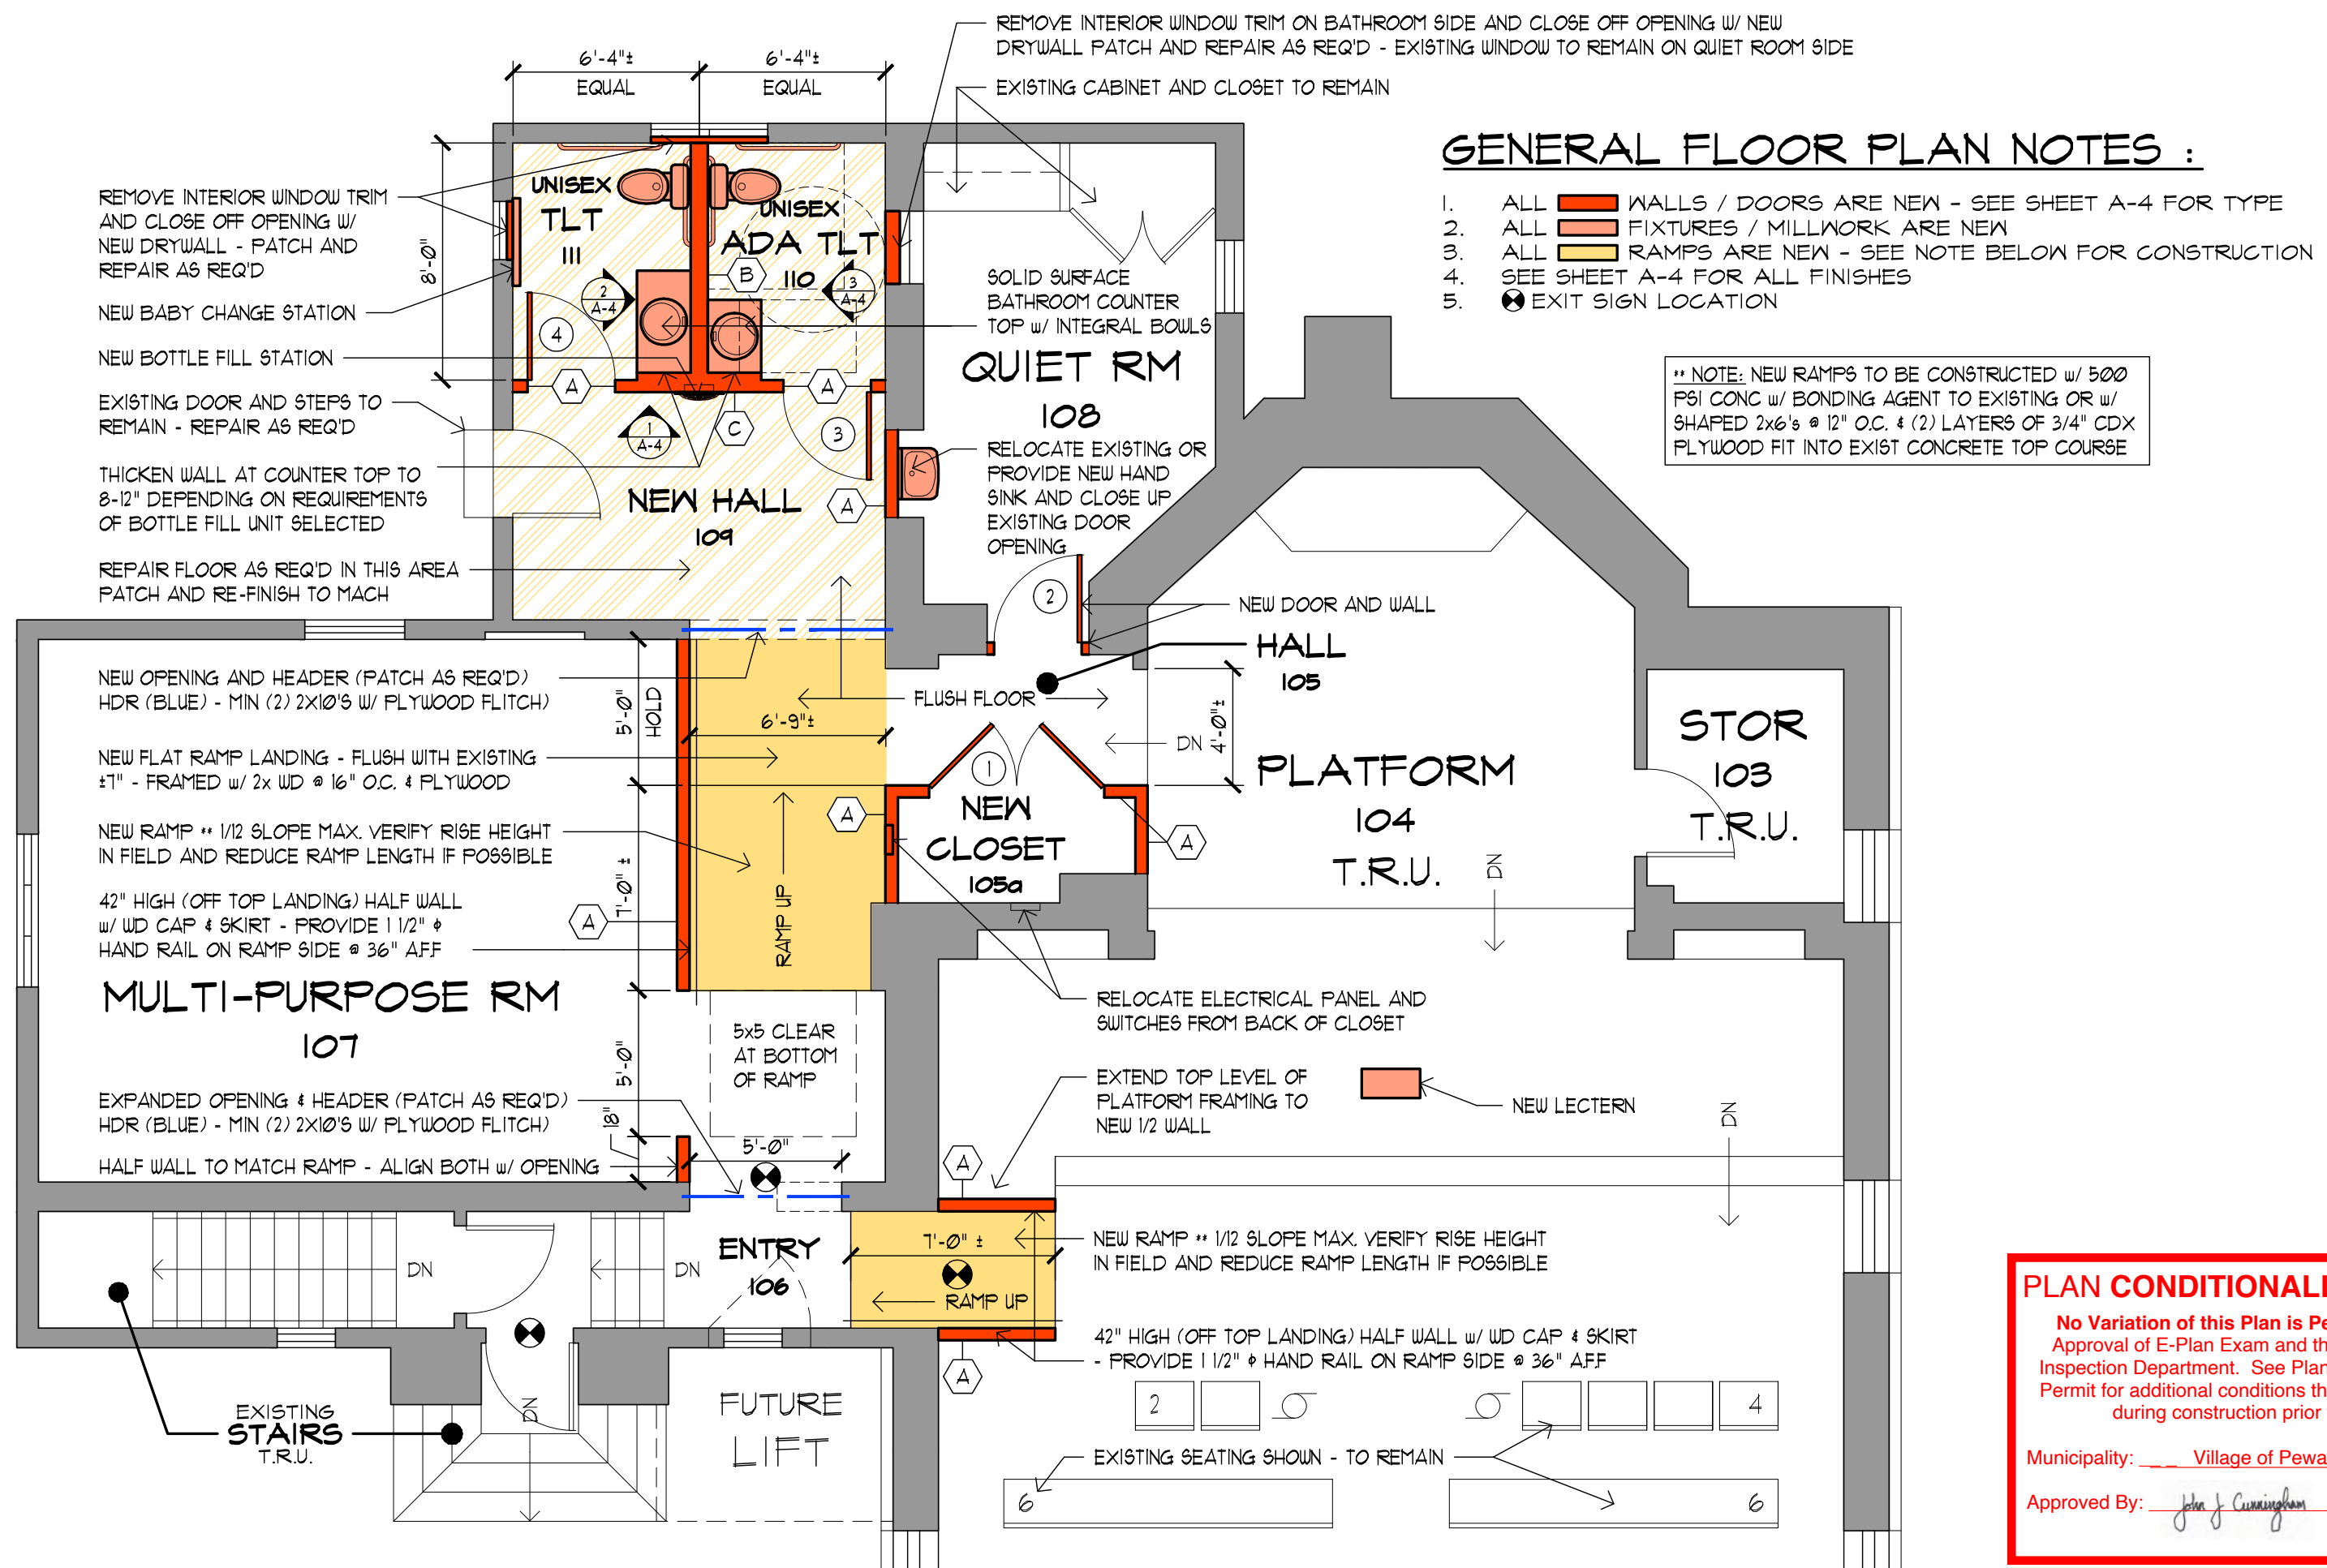 REMOVE INTERIOR WINDOW TRIM ON BATHROOM SIDE AND CLOSE OFF OPENING W/ NEW
DRYWALL PATCH AND REPAIR AS REQ'D - EXISTING WINDOW TO REMAIN ON QUIET ROOM SIDE
EXISTING CABINET AND CLOSET TO REMAIN
6'-4"±
EQUAL
6'-4"±
EQUAL
GENERAL FLOOR PLAN NOTES :
1. ALL WALLS / DOORS ARE NEW - SEE SHEET A-4 FOR TYPE
2. ALL FIXTURES / MILLWORK ARE NEW
3. ALL RAMPS ARE NEW - SEE NOTE BELOW FOR CONSTRUCTION
4. SEE SHEET A-4 FOR ALL FINISHES
5. EXIT SIGN LOCATION
** NOTE: NEW RAMPS TO BE CONSTRUCTED w/ 500
PSI CONC w/ BONDING AGENT TO EXISTING OR w/
SHAPED 2x6's @ 12" O.C. & (2) LAYERS OF 3/4" CDX
PLYWOOD FIT INTO EXIST CONCRETE TOP COURSE
REMOVE INTERIOR WINDOW TRIM
AND CLOSE OFF OPENING W/
NEW DRYWALL - PATCH AND
REPAIR AS REQ'D
NEW BABY CHANGE STATION
NEW BOTTLE FILL STATION
EXISTING DOOR AND STEPS TO
REMAIN - REPAIR AS REQ'D
THICKEN WALL AT COUNTER TOP TO
8-12" DEPENDING ON REQUIREMENTS
OF BOTTLE FILL UNIT SELECTED
REPAIR FLOOR AS REQ'D IN THIS AREA
PATCH AND RE-FINISH TO MACH
8'-0"
UNISEX
TLT
111
UNISEX
ADA TLT
110
B
2
A-4
3
A-4
4
A
A
1
A-4
C
3
A
NEW HALL
109
SOLID SURFACE
BATHROOM COUNTER
TOP w/ INTEGRAL BOWLS
QUIET RM
108
RELOCATE EXISTING OR
PROVIDE NEW HAND
SINK AND CLOSE UP
EXISTING DOOR
OPENING
2
NEW DOOR AND WALL
HALL
105
FLUSH FLOOR
6'-9"±
DN
4'-0"±
5'-0"
HOLD
NEW OPENING AND HEADER (PATCH AS REQ'D)
HDR (BLUE) - MIN (2) 2X10'S W/ PLYWOOD FLITCH)
NEW FLAT RAMP LANDING - FLUSH WITH EXISTING
±7" - FRAMED w/ 2x WD @ 16" O.C. & PLYWOOD
NEW RAMP ** 1/12 SLOPE MAX. VERIFY RISE HEIGHT
IN FIELD AND REDUCE RAMP LENGTH IF POSSIBLE
42" HIGH (OFF TOP LANDING) HALF WALL
w/ WD CAP & SKIRT - PROVIDE 1 1/2" ϕ
HAND RAIL ON RAMP SIDE @ 36" A.F.F
A
7'-0" ±
RAMP UP
MULTI-PURPOSE RM
107
EXPANDED OPENING & HEADER (PATCH AS REQ'D)
HDR (BLUE) - MIN (2) 2X10'S W/ PLYWOOD FLITCH)
HALF WALL TO MATCH RAMP - ALIGN BOTH w/ OPENING
5'-0"
18"
5x5 CLEAR
AT BOTTOM
OF RAMP
5'-0"
1
NEW
CLOSET
105a
A
A
PLATFORM
104
T.R.U.
DN
STOR
103
T.R.U.
RELOCATE ELECTRICAL PANEL AND
SWITCHES FROM BACK OF CLOSET
EXTEND TOP LEVEL OF
PLATFORM FRAMING TO
NEW 1/2 WALL
NEW LECTERN
DN
A
ENTRY
106
7'-0" ±
RAMP UP
NEW RAMP ** 1/12 SLOPE MAX. VERIFY RISE HEIGHT
IN FIELD AND REDUCE RAMP LENGTH IF POSSIBLE
42" HIGH (OFF TOP LANDING) HALF WALL w/ WD CAP & SKIRT
- PROVIDE 1 1/2" ϕ HAND RAIL ON RAMP SIDE @ 36" A.F.F
A
DN
DN
DN
EXISTING
STAIRS
T.R.U.
FUTURE
LIFT
2
4
EXISTING SEATING SHOWN - TO REMAIN
6
6
PLAN CONDITIONAL
No Variation of this Plan is Pe
Approval of E-Plan Exam and th
Inspection Department. See Plan
Permit for additional conditions th
during construction prior
Municipality: __ _ Village of Pewa
Approved By: John J Cunningham